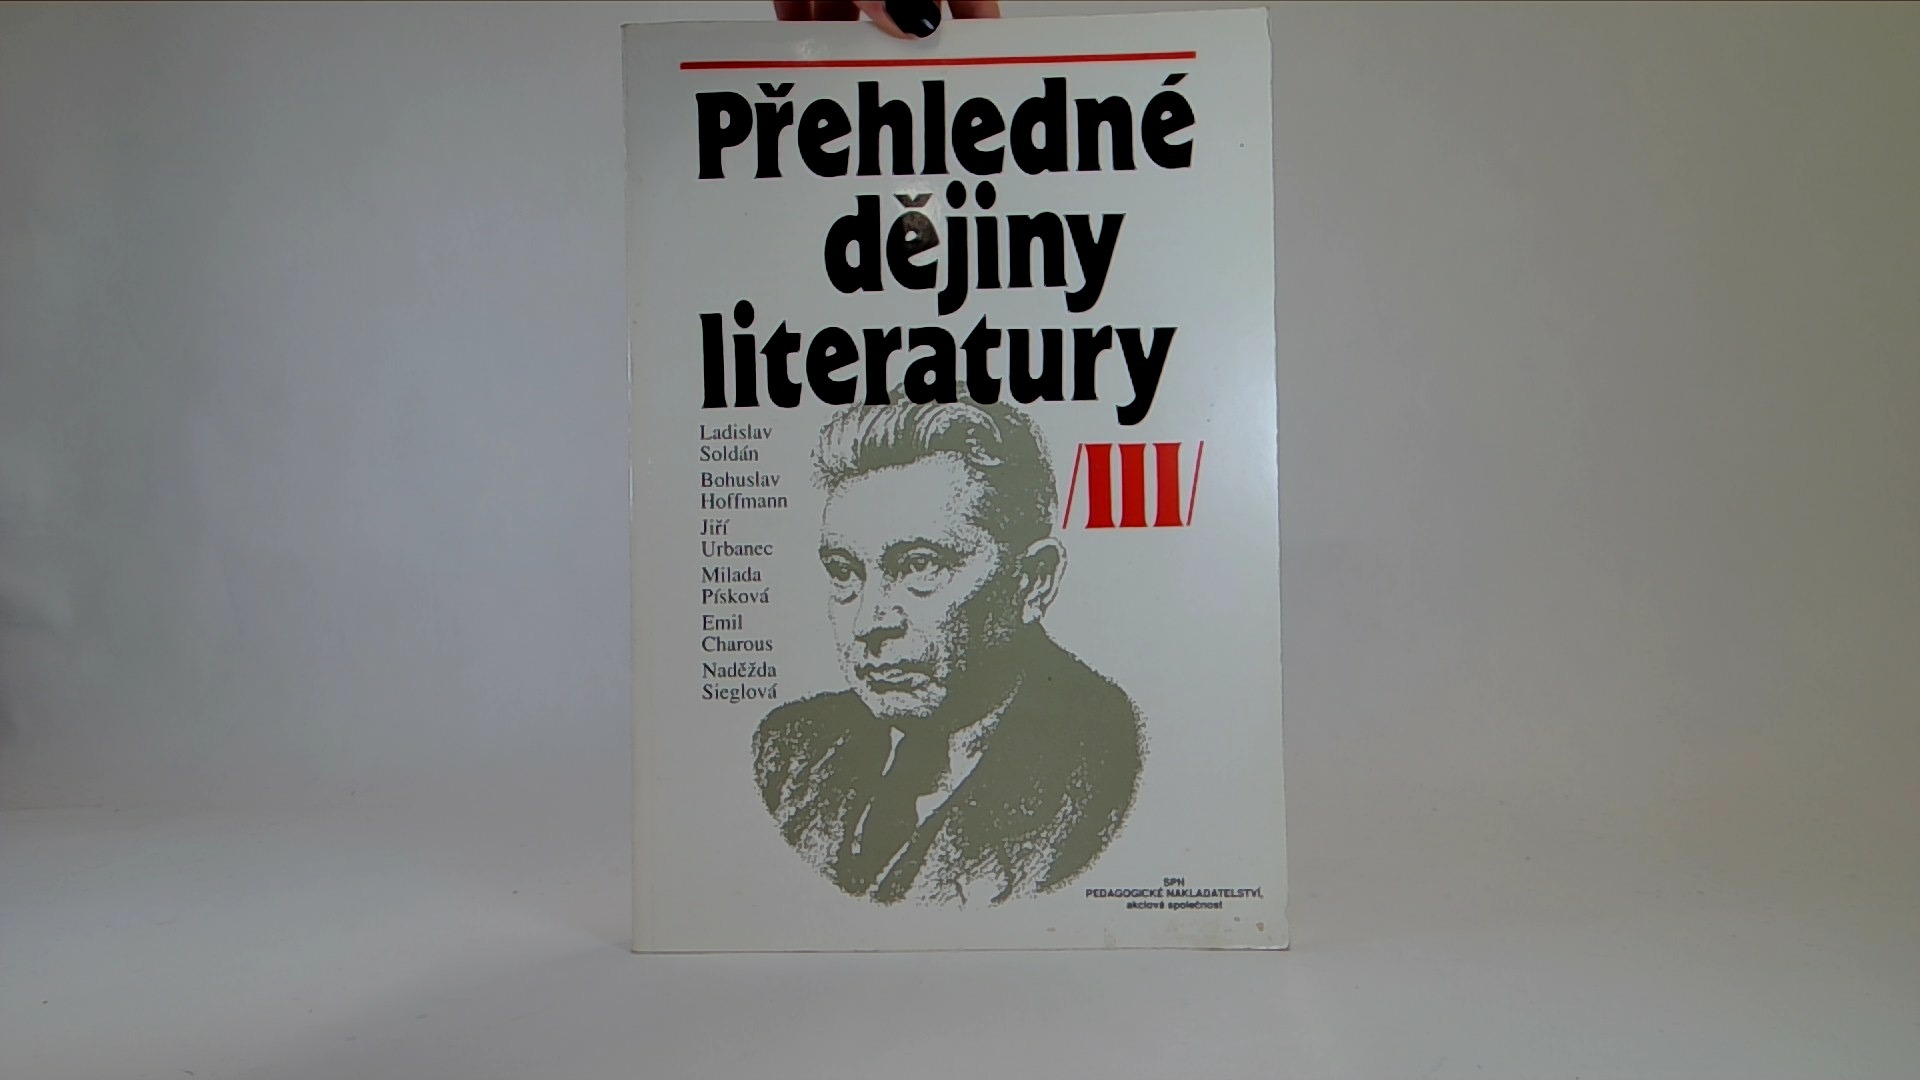 Přehledné
dějiny
literatury
/III/
Ladislav
Soldán
Bohuslav
Hoffmann
Jiří
Urbanec
Milada
Písková
Emil
Charous
Naděžda
Sieglová
SPN
PEDAGOGICKÉ NAKLADATELSTVÍ,
akciová společnost